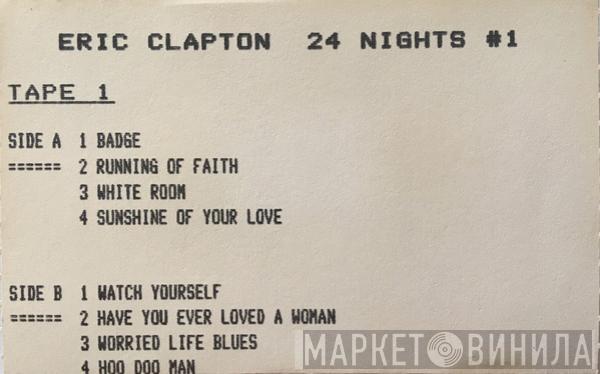 ERIC CLAPTON 24 NIGHTS #1
TAPE 1
SIDE A 1 BADGE
====== 2 RUNNING OF FAITH
3 WHITE ROOM
4 SUNSHINE OF YOUR LOVE
SIDE B 1 WATCH YOURSELF
====== 2 HAVE YOU EVER LOVED A WOMAN
3 WORRIED LIFE BLUES
4 HOO DOO MAN
МАРКЕТ ВИНИЛА